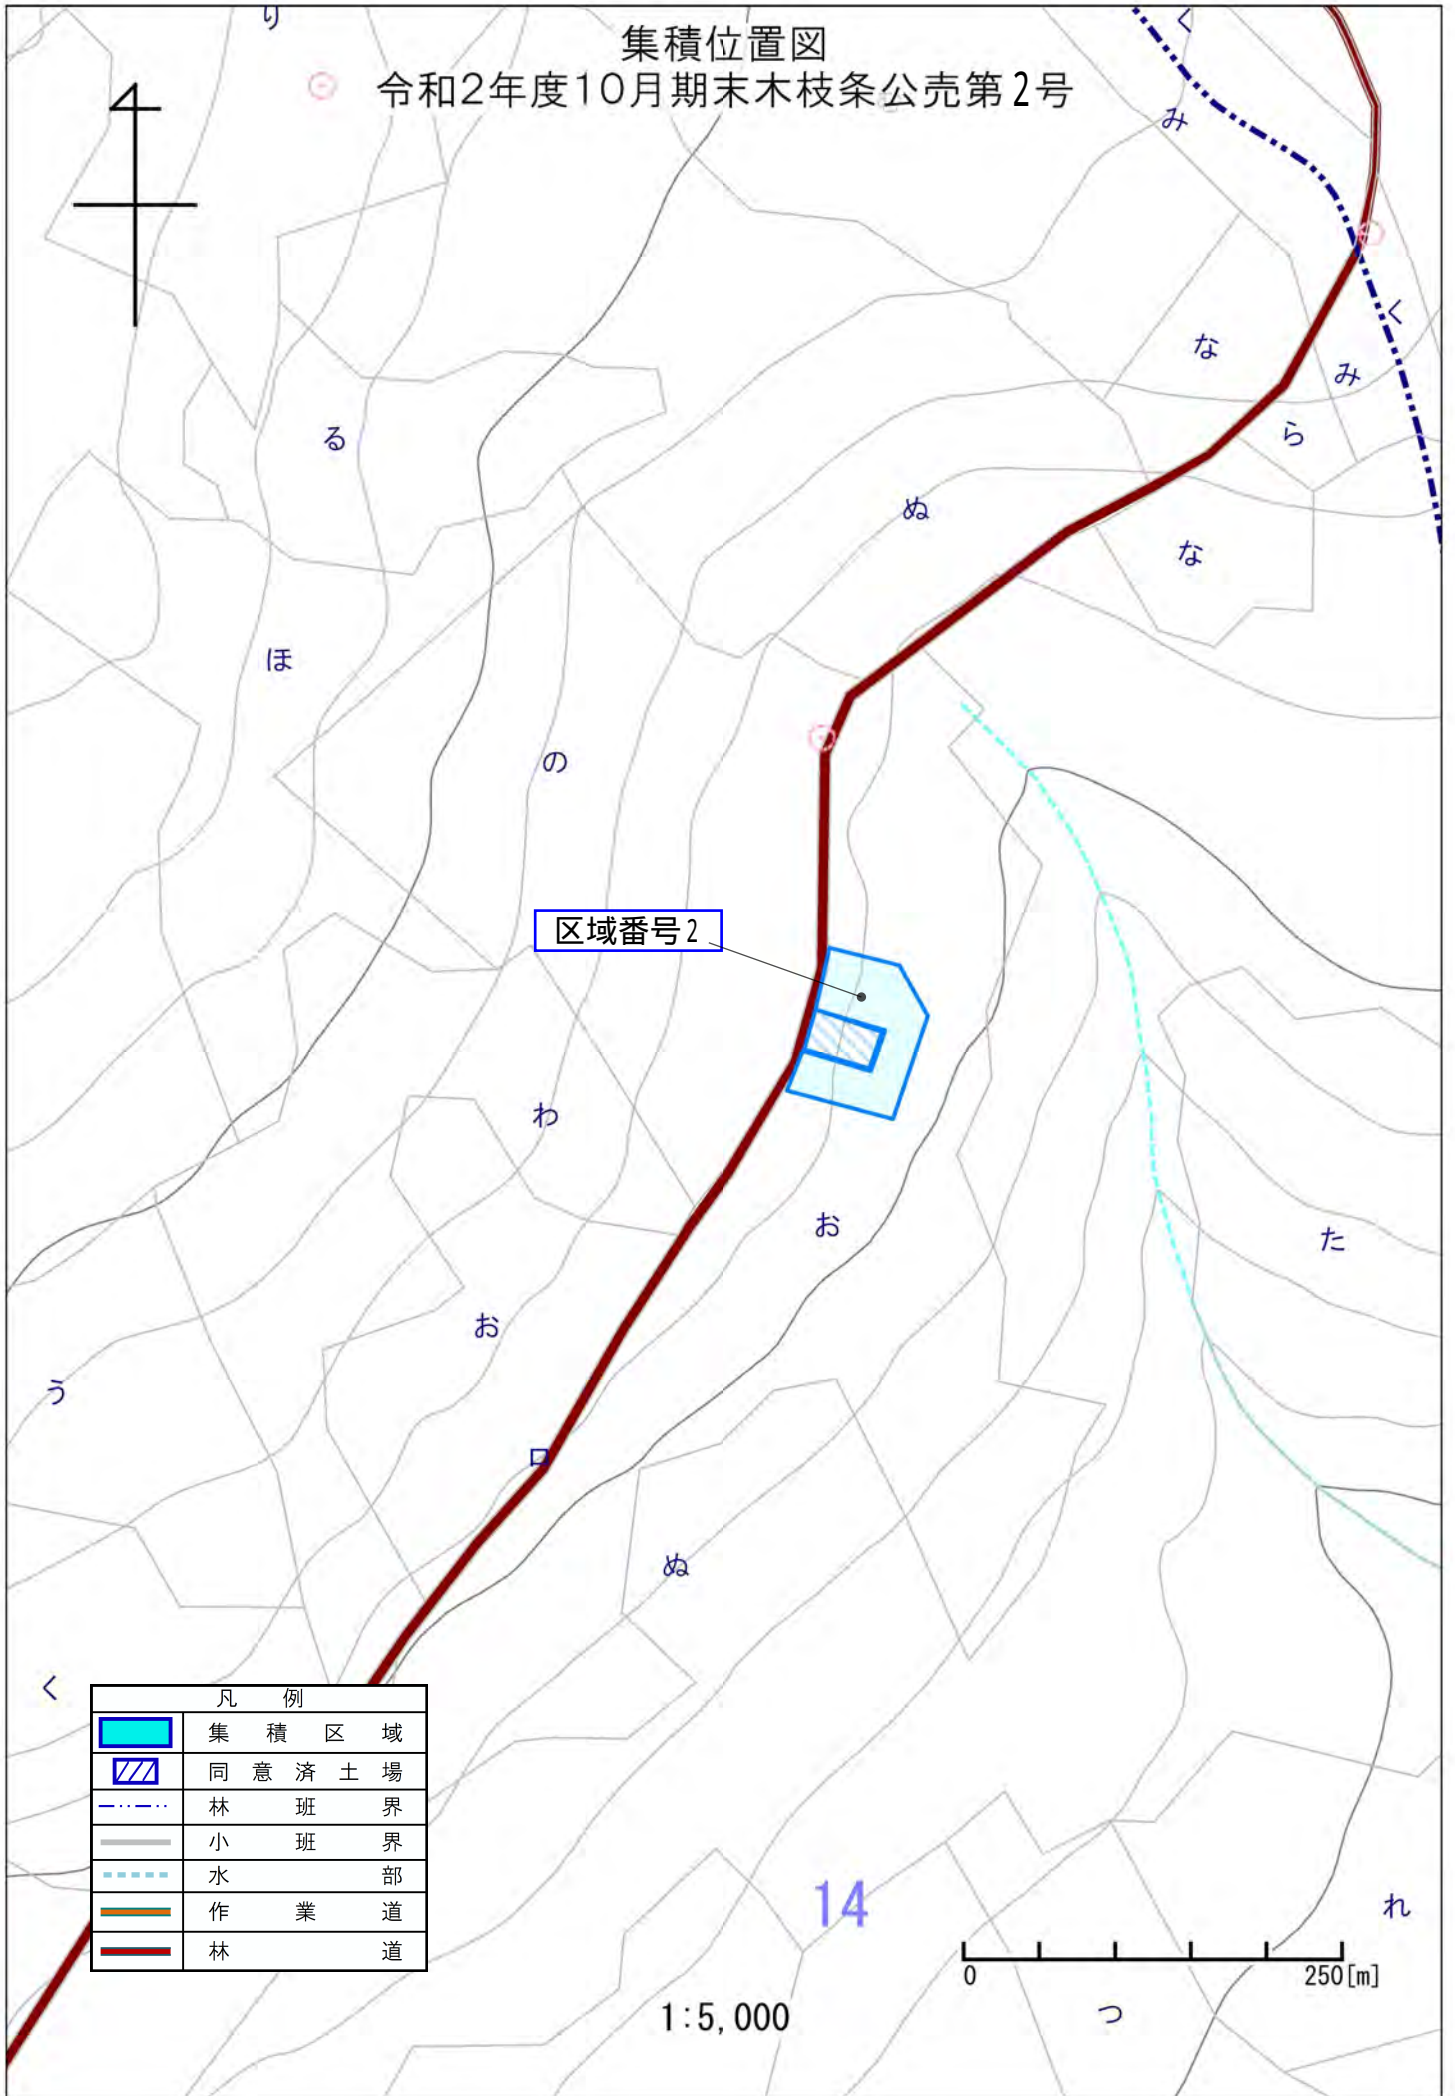 り
く
集積位置図
令和2年度10月期末木枝条公売第2号
み
く
な
み
る
ら
ぬ
な
ほ
の
区域番号2
わ
お
た
お
う
ロ
ぬ
く
凡 例
集積区域
同意済土場
林班界
小班界
水部
作業道
林道
14
れ
0 250[m]
1:5,000
つ